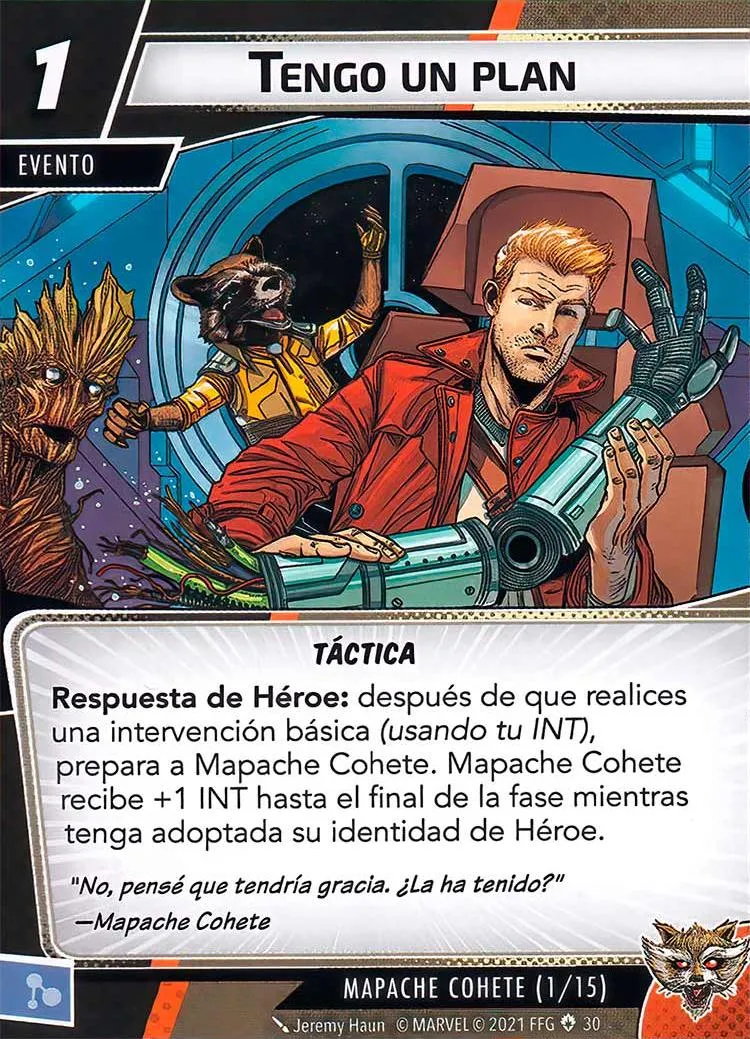 1
TENGO UN PLAN
EVENTO
TÁCTICA
Respuesta de Héroe: después de que realices
una intervención básica (usando tu INT),
prepara a Mapache Cohete. Mapache Cohete
recibe +1 INT hasta el final de la fase mientras
tenga adoptada su identidad de Héroe.
"No, pensé que tendría gracia. ¿La ha tenido?"
—Mapache Cohete
MAPACHE COHETE (1/15)
Jeremy Haun © MARVEL © 2021 FFG 30